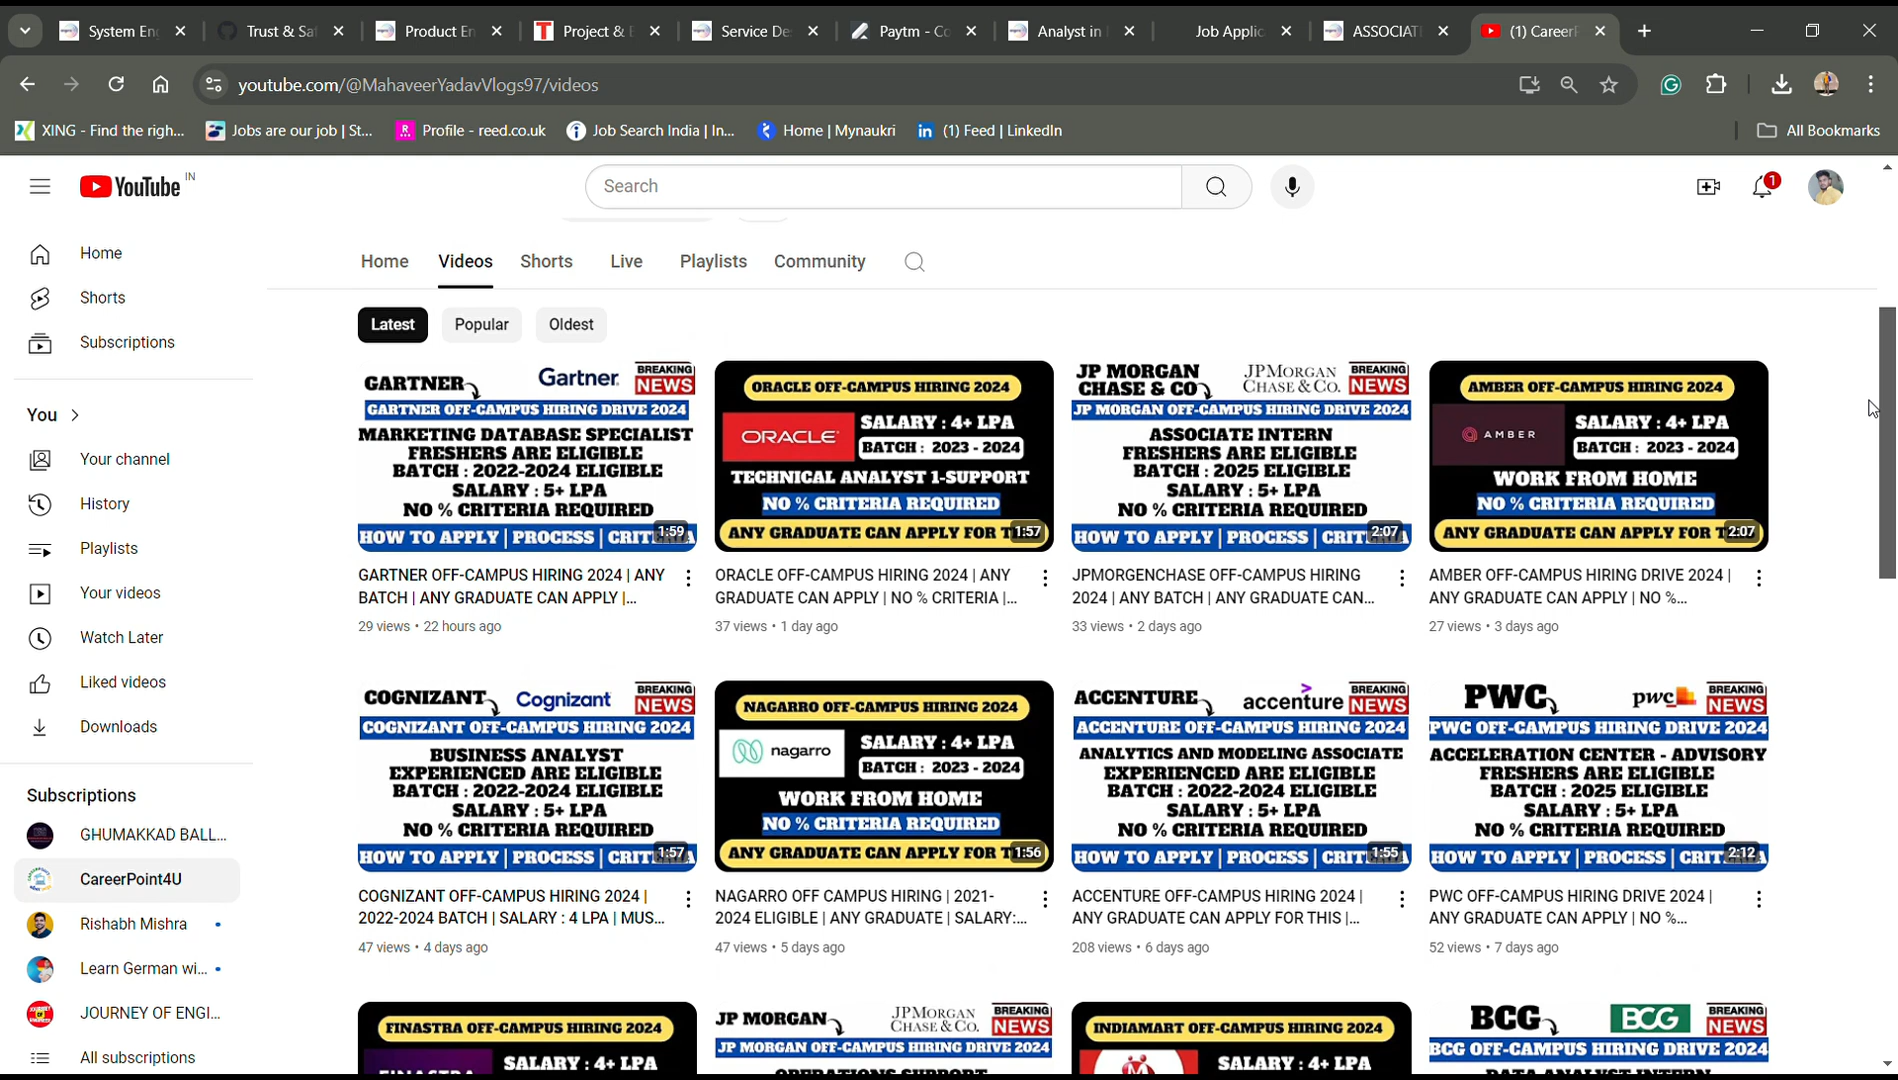 System En
Trust & Sa
Product En
Project & E
Service De
Paytm - Co
Analyst in
Job Applic
ASSOCIAT
(1) CareerP
youtube.com/@MahaveerYadavVlogs97/videos
XING - Find the righ...
Jobs are our job | St...
Profile - reed.co.uk
Job Search India | In...
Home | Mynaukri
(1) Feed | LinkedIn
All Bookmarks
YouTube IN
Search
1
Home
Shorts
Subscriptions
You
Your channel
History
Playlists
Your videos
Watch Later
Liked videos
Downloads
Subscriptions
GHUMAKKAD BALL...
CareerPoint4U
Rishabh Mishra
Learn German wi...
JOURNEY OF ENGI...
All subscriptions
Home Videos Shorts Live Playlists Community
Latest Popular Oldest
GARTNER
Gartner
BREAKING
NEWS
GARTNER OFF-CAMPUS HIRING DRIVE 2024
MARKETING DATABASE SPECIALIST
FRESHERS ARE ELIGIBLE
BATCH : 2022-2024 ELIGIBLE
SALARY : 5+ LPA
NO % CRITERIA REQUIRED
HOW TO APPLY | PROCESS |
1:59
GARTNER OFF-CAMPUS HIRING 2024 | ANY
BATCH | ANY GRADUATE CAN APPLY |...
29 views • 22 hours ago
ORACLE OFF-CAMPUS HIRING 2024
ORACLE
SALARY : 4+ LPA
BATCH : 2023 - 2024
TECHNICAL ANALYST 1-SUPPORT
NO % CRITERIA REQUIRED
ANY GRADUATE CAN APPLY FOR T
1:57
ORACLE OFF-CAMPUS HIRING 2024 | ANY
GRADUATE CAN APPLY | NO % CRITERIA |...
37 views • 1 day ago
JP MORGAN
CHASE & CO
JPMORGAN
CHASE & CO.
BREAKING
NEWS
JP MORGAN OFF-CAMPUS HIRING DRIVE 2024
ASSOCIATE INTERN
FRESHERS ARE ELIGIBLE
BATCH : 2025 ELIGIBLE
SALARY : 5+ LPA
NO % CRITERIA REQUIRED
HOW TO APPLY | PROCESS |
2:07
JPMORGENCHASE OFF-CAMPUS HIRING
2024 | ANY BATCH | ANY GRADUATE CAN...
33 views • 2 days ago
AMBER OFF-CAMPUS HIRING 2024
AMBER
SALARY : 4+ LPA
BATCH : 2023 - 2024
WORK FROM HOME
NO % CRITERIA REQUIRED
ANY GRADUATE CAN APPLY FOR T
2:07
AMBER OFF-CAMPUS HIRING DRIVE 2024 |
ANY GRADUATE CAN APPLY | NO %...
27 views • 3 days ago
COGNIZANT
Cognizant
BREAKING
NEWS
COGNIZANT OFF-CAMPUS HIRING 2024
BUSINESS ANALYST
EXPERIENCED ARE ELIGIBLE
BATCH : 2022-2024 ELIGIBLE
SALARY : 5+ LPA
NO % CRITERIA REQUIRED
HOW TO APPLY | PROCESS |
1:57
COGNIZANT OFF-CAMPUS HIRING 2024 |
2022-2024 BATCH | SALARY : 4 LPA | MUS...
47 views • 4 days ago
NAGARRO OFF-CAMPUS HIRING 2024
nagarro
SALARY : 4+ LPA
BATCH : 2023 - 2024
WORK FROM HOME
NO % CRITERIA REQUIRED
ANY GRADUATE CAN APPLY FOR T
1:56
NAGARRO OFF CAMPUS HIRING | 2021-
2024 ELIGIBLE | ANY GRADUATE | SALARY:...
47 views • 5 days ago
ACCENTURE
accenture
BREAKING
NEWS
ACCENTURE OFF-CAMPUS HIRING 2024
ANALYTICS AND MODELING ASSOCIATE
EXPERIENCED ARE ELIGIBLE
BATCH : 2022-2024 ELIGIBLE
SALARY : 5+ LPA
NO % CRITERIA REQUIRED
HOW TO APPLY | PROCESS |
1:55
ACCENTURE OFF-CAMPUS HIRING 2024 |
ANY GRADUATE CAN APPLY FOR THIS |...
208 views • 6 days ago
PWC
pwc
BREAKING
NEWS
PWC OFF-CAMPUS HIRING DRIVE 2024
ACCELERATION CENTER - ADVISORY
FRESHERS ARE ELIGIBLE
BATCH : 2025 ELIGIBLE
SALARY : 5+ LPA
NO % CRITERIA REQUIRED
HOW TO APPLY | PROCESS |
2:12
PWC OFF-CAMPUS HIRING DRIVE 2024 |
ANY GRADUATE CAN APPLY | NO %...
52 views • 7 days ago
FINASTRA OFF-CAMPUS HIRING 2024
SALARY : 4+ LPA
JP MORGAN
JPMORGAN
CHASE & CO.
BREAKING
NEWS
JP MORGAN OFF-CAMPUS HIRING DRIVE 2024
OPERATIONS SUPPORT
INDIAMART OFF-CAMPUS HIRING 2024
SALARY : 4+ LPA
BCG
BCG
BREAKING
NEWS
BCG OFF-CAMPUS HIRING DRIVE 2024
DATA ANALYST INTERN